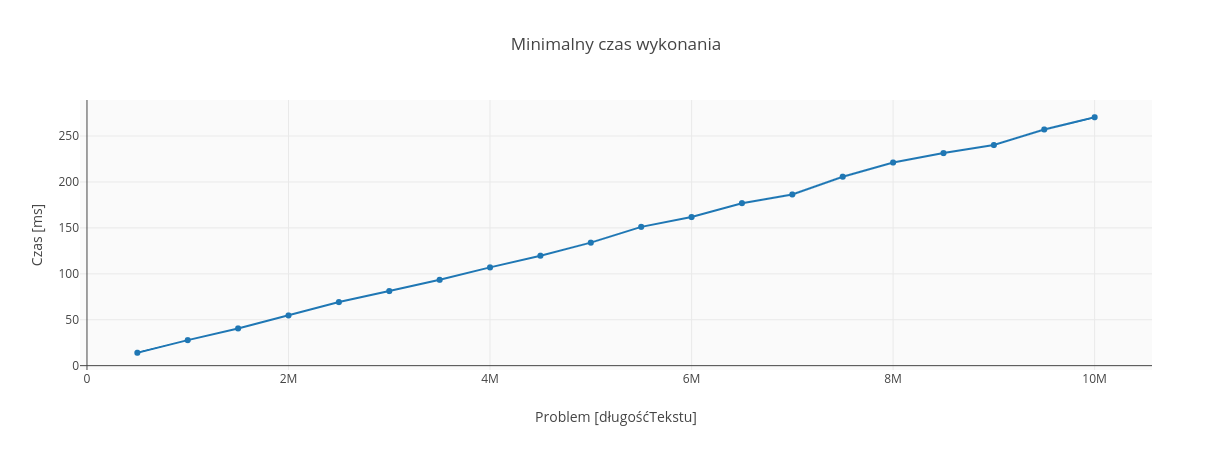 Minimalny czas wykonania
250
200
150
100
50
0
Czas [ms]
0 2M 4M 6M 8M 10M
Problem [długośćTekstu]